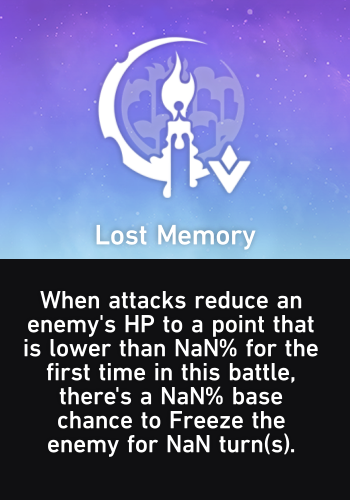 Lost Memory
When attacks reduce an
enemy's HP to a point that
is lower than NaN% for the
first time in this battle,
there's a NaN% base
chance to Freeze the
enemy for NaN turn(s).